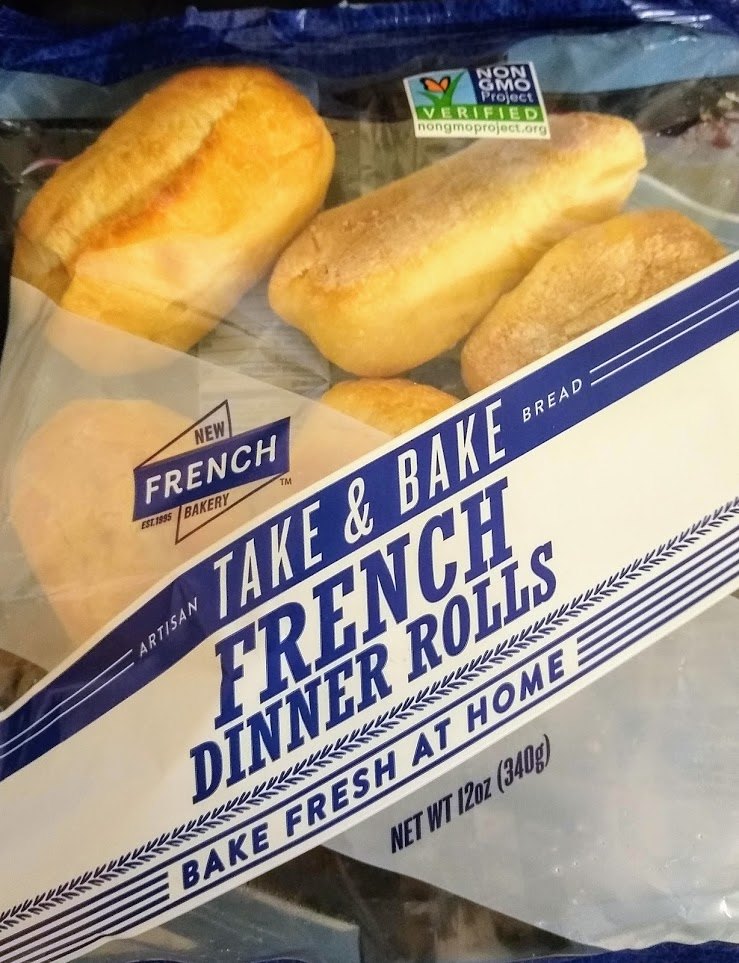 NON
GMO
Project
VERIFIED
nongmoproject.org
NEW
FRENCH
TM
EST.1995 BAKERY
ARTISAN TAKE & BAKE BREAD
FRENCH
DINNER ROLLS
BAKE FRESH AT HOME
NET WT 12oz (340g)